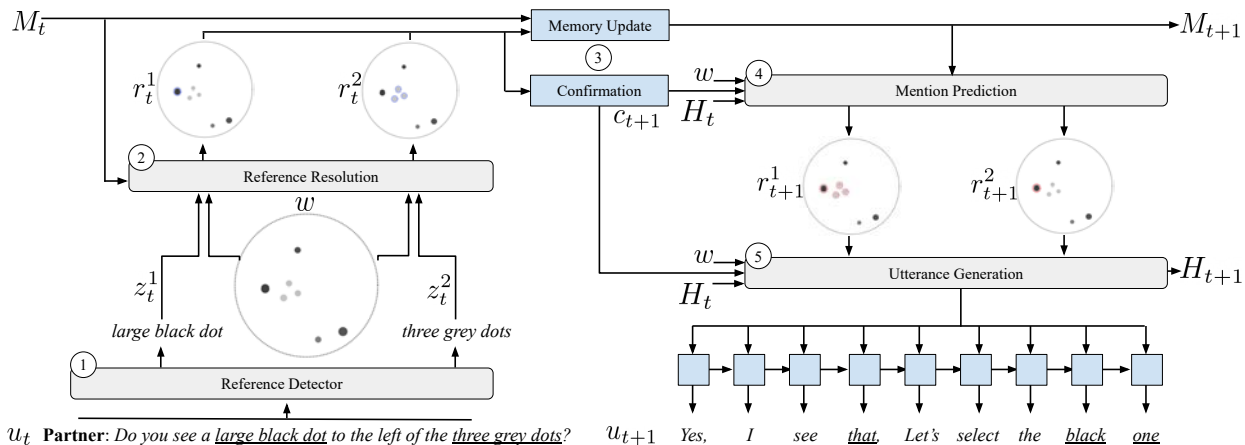 M_t
Memory Update
M_{t+1}
3
r_t^1
r_t^2
Confirmation
c_{t+1}
w
H_t
4
Mention Prediction
2
Reference Resolution
w
r_{t+1}^1
r_{t+1}^2
z_t^1
z_t^2
w
H_t
5
Utterance Generation
H_{t+1}
large black dot
three grey dots
1
Reference Detector
u_t Partner: Do you see a large black dot to the left of the three grey dots?
u_{t+1} Yes, I see that, Let's select the black one